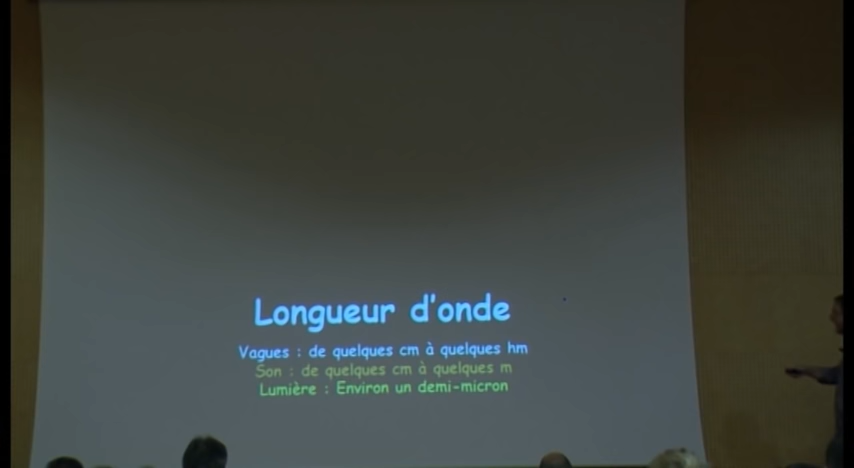 Longueur d'onde
Vagues : de quelques cm à quelques hm
Son : de quelques cm à quelques m
Lumière : Environ un demi-micron